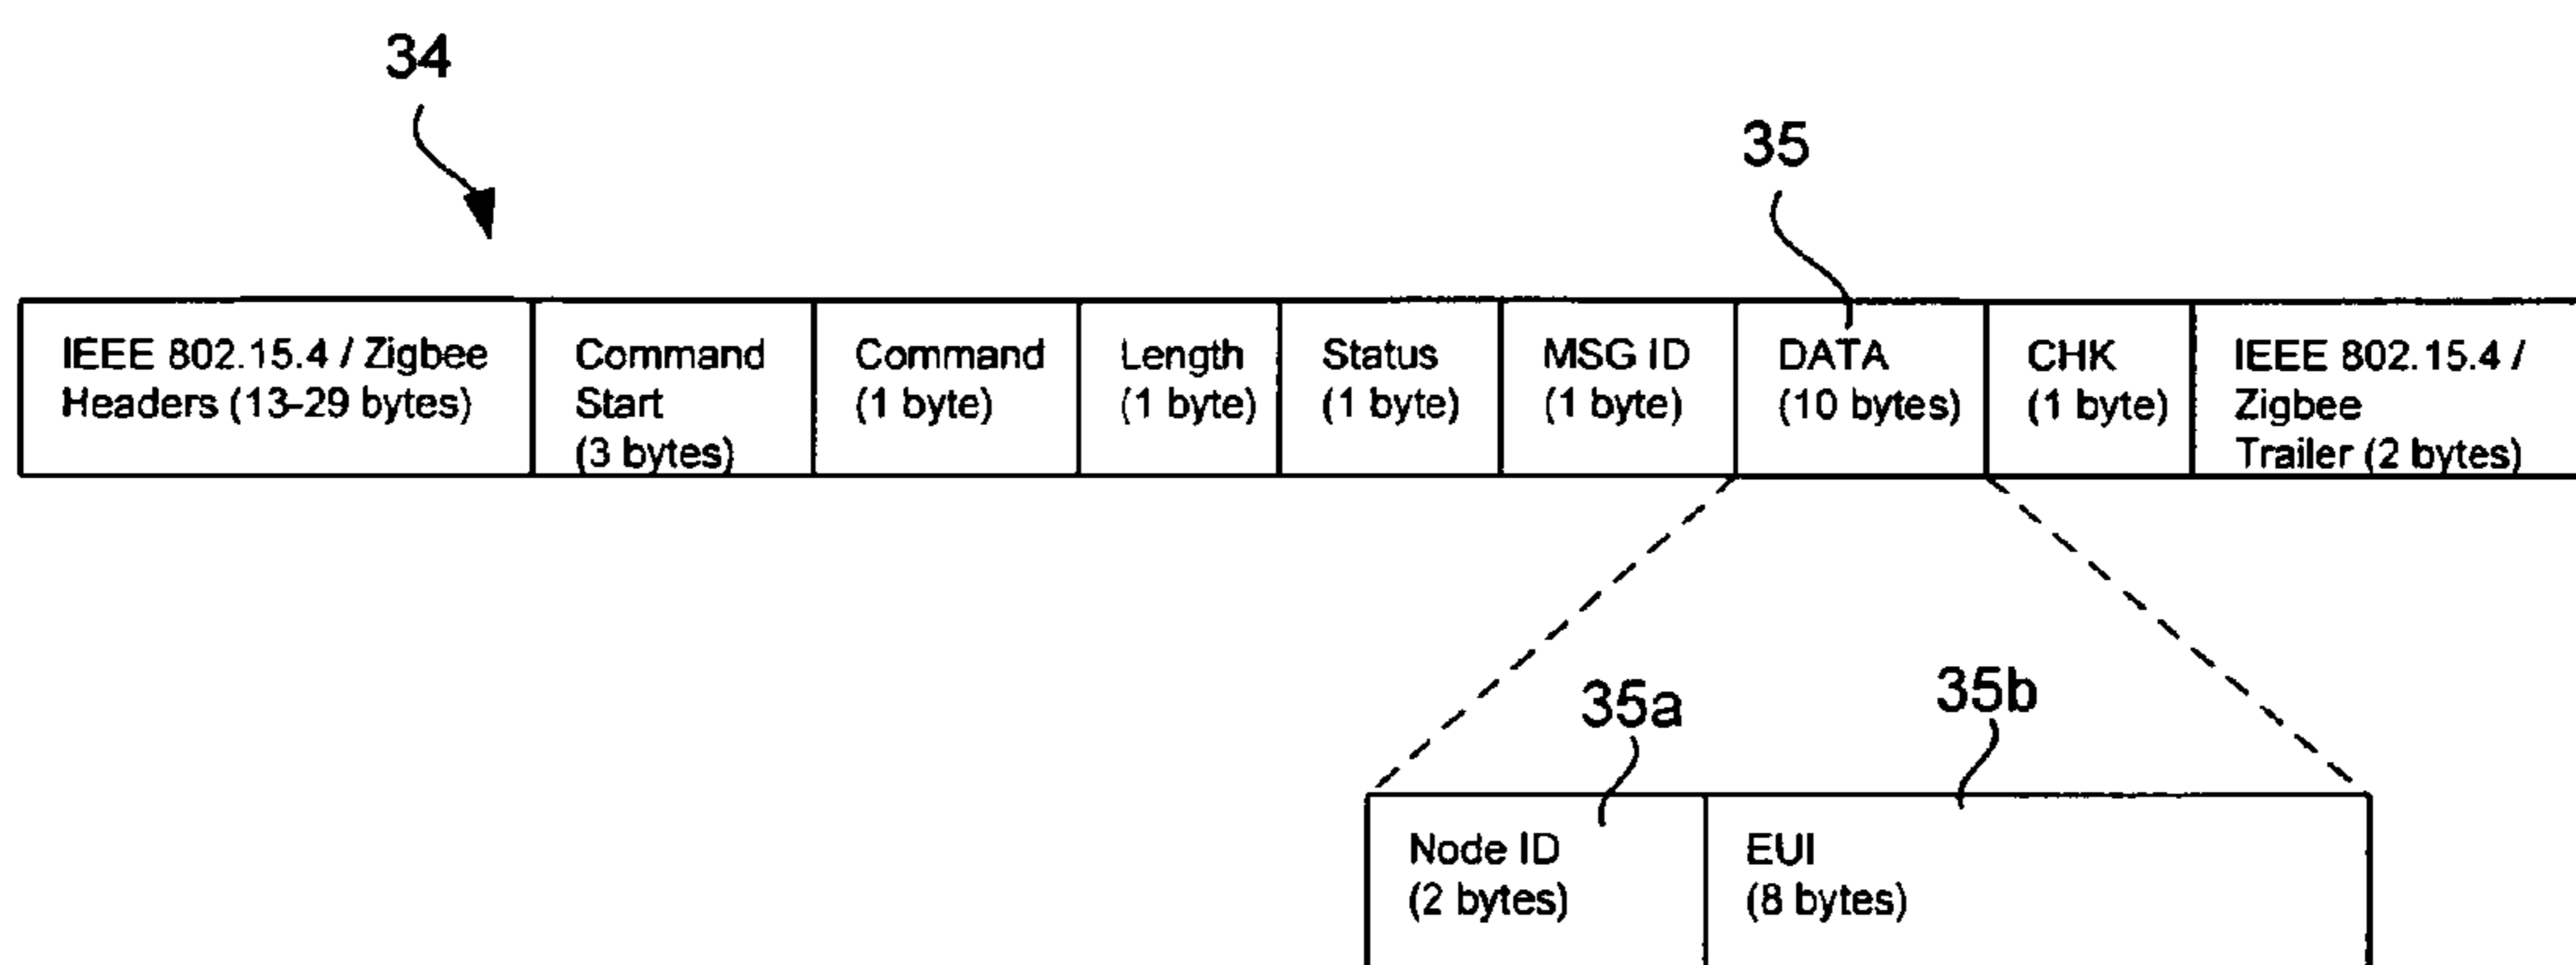 34
35
IEEE 802.15.4 / Zigbee
Headers (13-29 bytes)
Command
Start
(3 bytes)
Command
(1 byte)
Length
(1 byte)
Status
(1 byte)
MSG ID
(1 byte)
DATA
(10 bytes)
CHK
(1 byte)
IEEE 802.15.4 /
Zigbee
Trailer (2 bytes)
35a
35b
Node ID
(2 bytes)
EUI
(8 bytes)